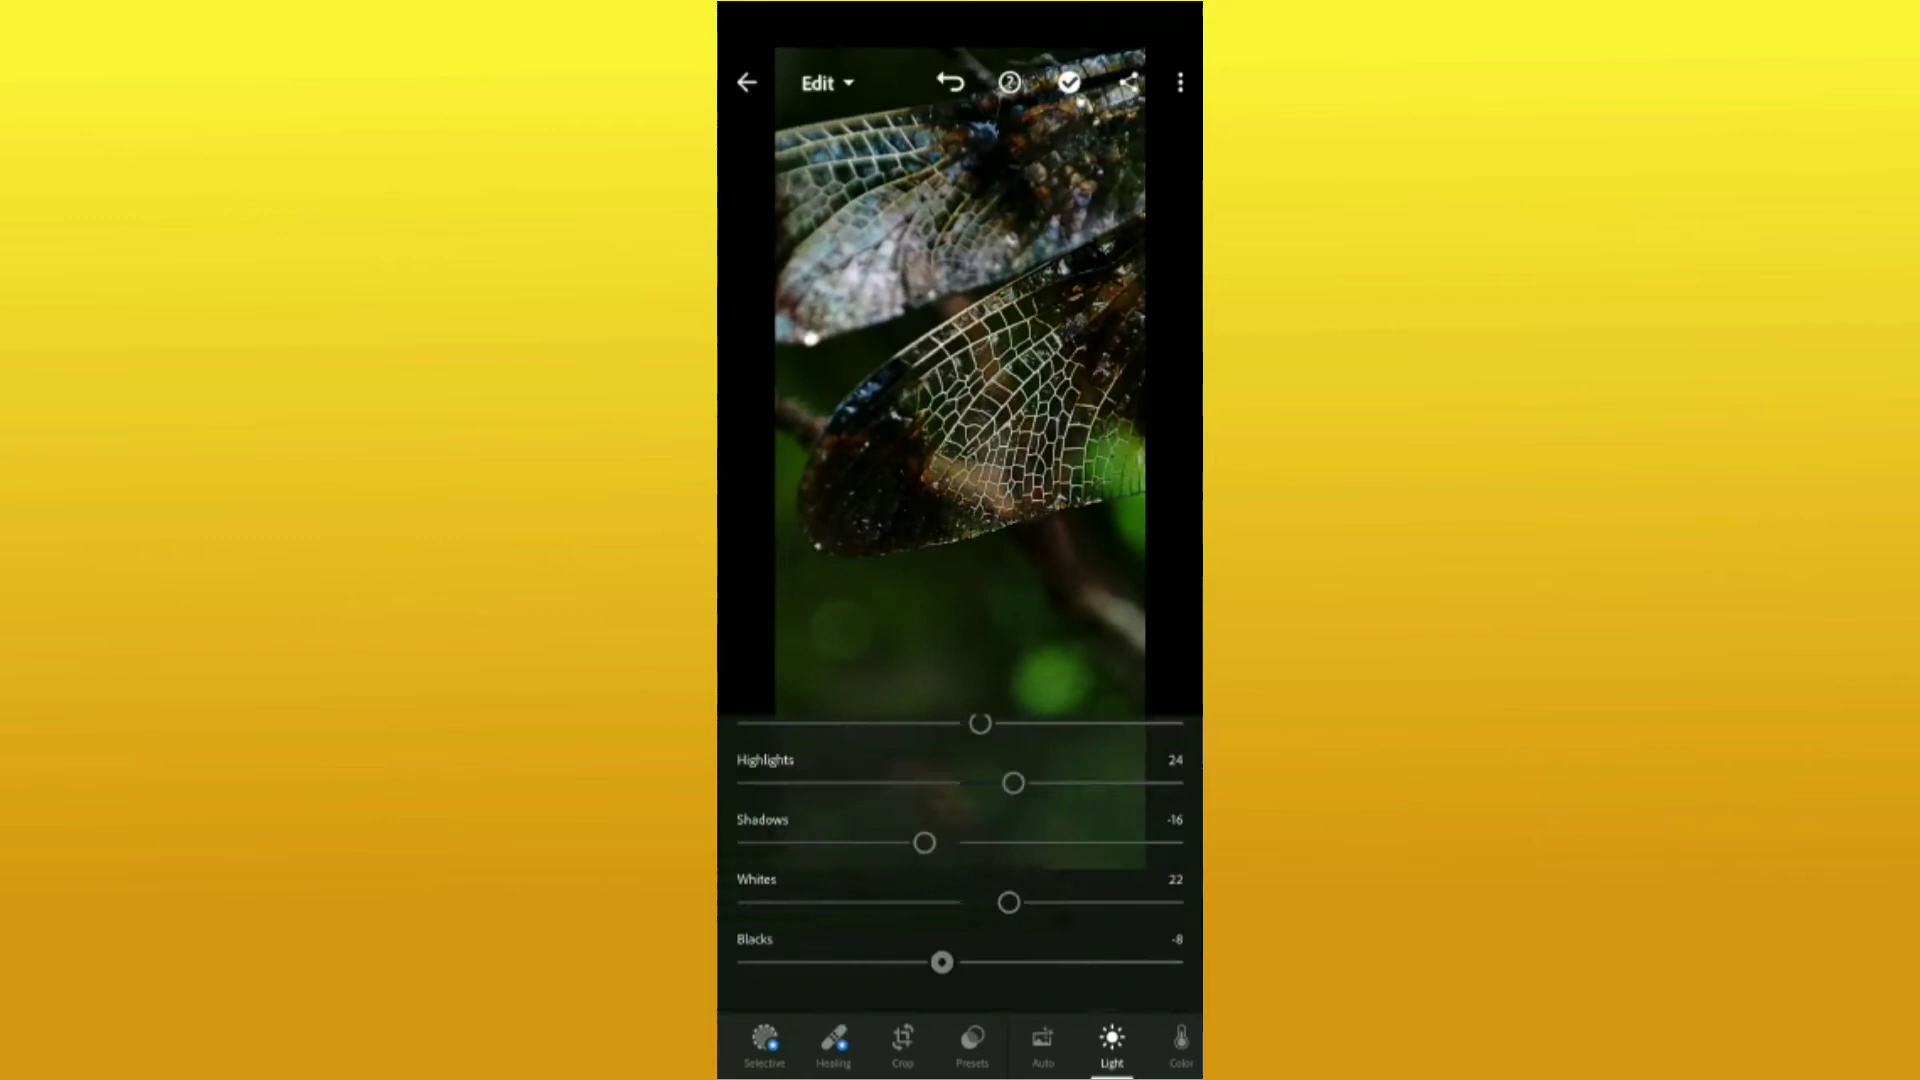 Edit
Highlights 24
Shadows -16
Whites 22
Blacks -8
Selective Healing Crop Presets Auto Light Color